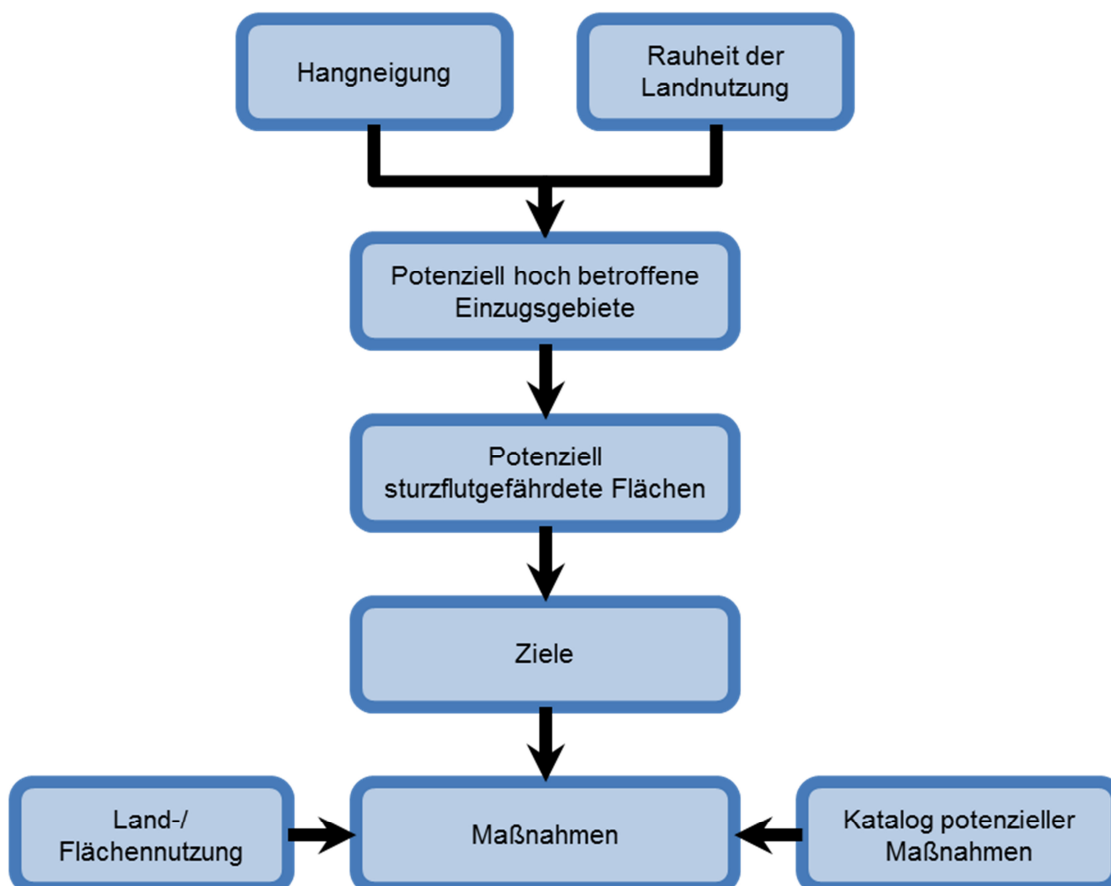 Hangneigung
Rauheit der
Landnutzung
Potenziell hoch betroffene
Einzugsgebiete
Potenziell
sturzflutgefährdete Flächen
Ziele
Land-/
Flächennutzung
Maßnahmen
Katalog potenzieller
Maßnahmen